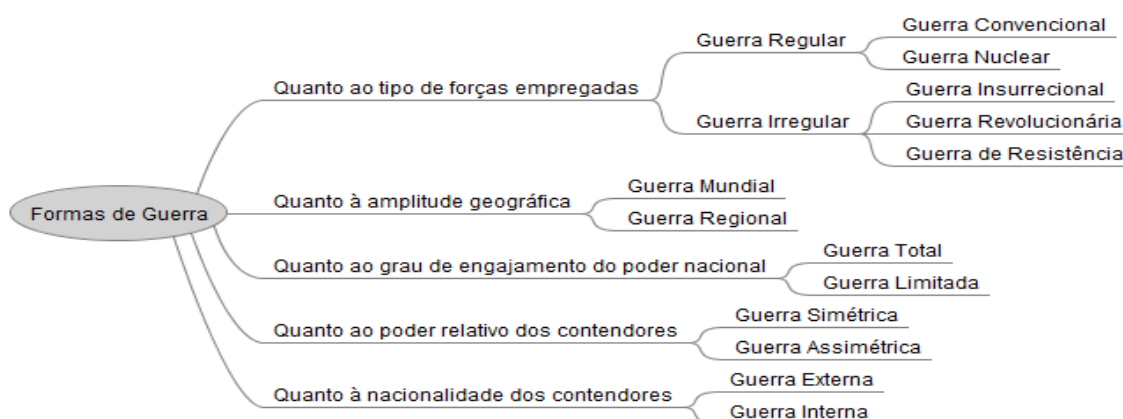 Formas de Guerra
Quanto ao tipo de forças empregadas
Guerra Regular
Guerra Convencional
Guerra Nuclear
Guerra Irregular
Guerra Insurrecional
Guerra Revolucionária
Guerra de Resistência
Quanto à amplitude geográfica
Guerra Mundial
Guerra Regional
Quanto ao grau de engajamento do poder nacional
Guerra Total
Guerra Limitada
Quanto ao poder relativo dos contendores
Guerra Simétrica
Guerra Assimétrica
Quanto à nacionalidade dos contendores
Guerra Externa
Guerra Interna